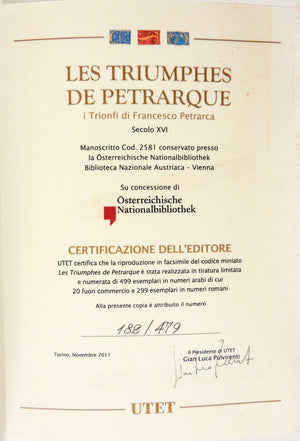 LES TRIUMPHES
DE PETRARQUE
i Trionfi di Francesco Petrarca
Secolo XVI
Manoscritto Cod. 2581 conservato presso
la Österreichische Nationalbibliothek
Biblioteca Nazionale Austriaca - Vienna
Su concessione di
Österreichische
Nationalbibliothek
CERTIFICAZIONE DELL'EDITORE
UTET certifica che la riproduzione in facsimile del codice miniato
Les Triumphes de Petrarque è stata realizzata in tiratura limitata
e numerata di 499 esemplari in numeri arabi di cui
20 fuori commercio e 299 esemplari in numeri romani
Alla presente copia è attribuito il numero
188/479
Torino, Novembre 2011
Il Presidente di UTET
Gian Luca Pulvirenti
UTET